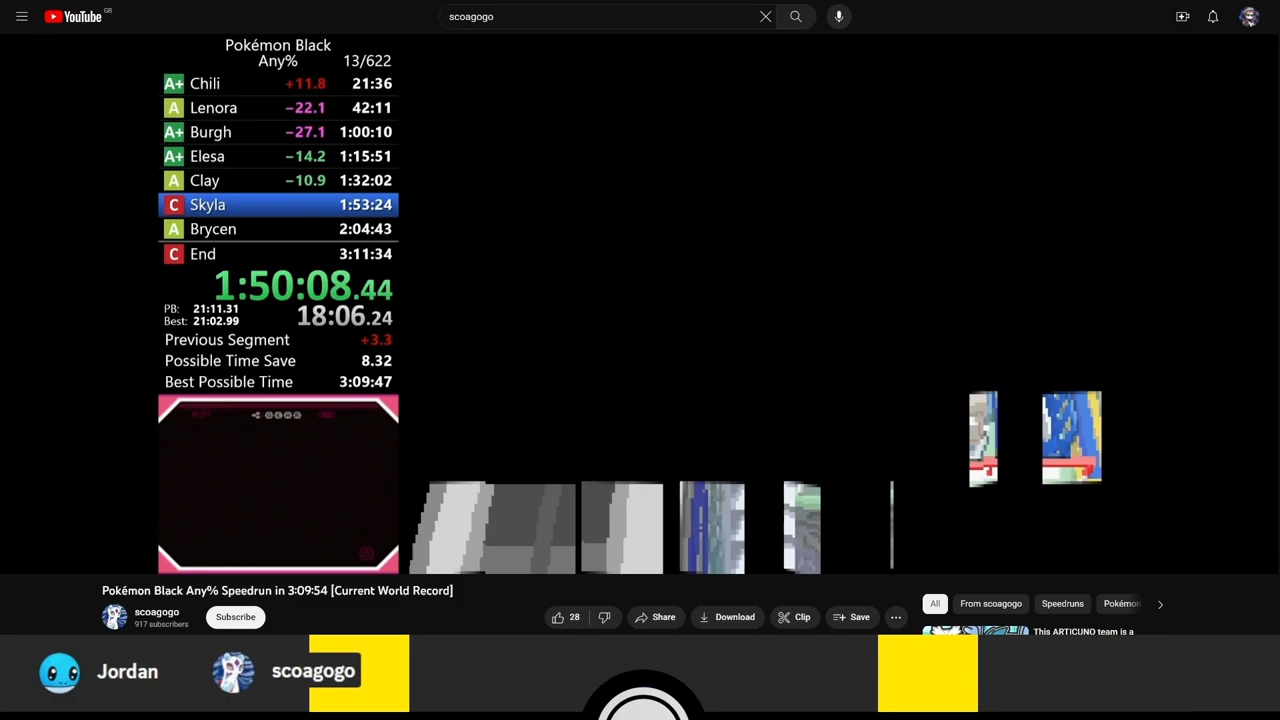 YouTube GB
scoagogo
Pokémon Black
Any% 13/622
A+ Chili +11.8 21:36
A Lenora −22.1 42:11
A+ Burgh −27.1 1:00:10
A+ Elesa −14.2 1:15:51
A Clay −10.9 1:32:02
C Skyla 1:53:24
A Brycen 2:04:43
C End 3:11:34
1:50:08.44
PB: 21:11.31
Best: 21:02.99
18:06.24
Previous Segment +3.3
Possible Time Save 8.32
Best Possible Time 3:09:47
Pokémon Black Any% Speedrun in 3:09:54 [Current World Record]
scoagogo
917 subscribers
Subscribe
28
Share
Download
Clip
Save
All
From scoagogo
Speedruns
Pokémon
This ARTICUNO team is a
Jordan
scoagogo